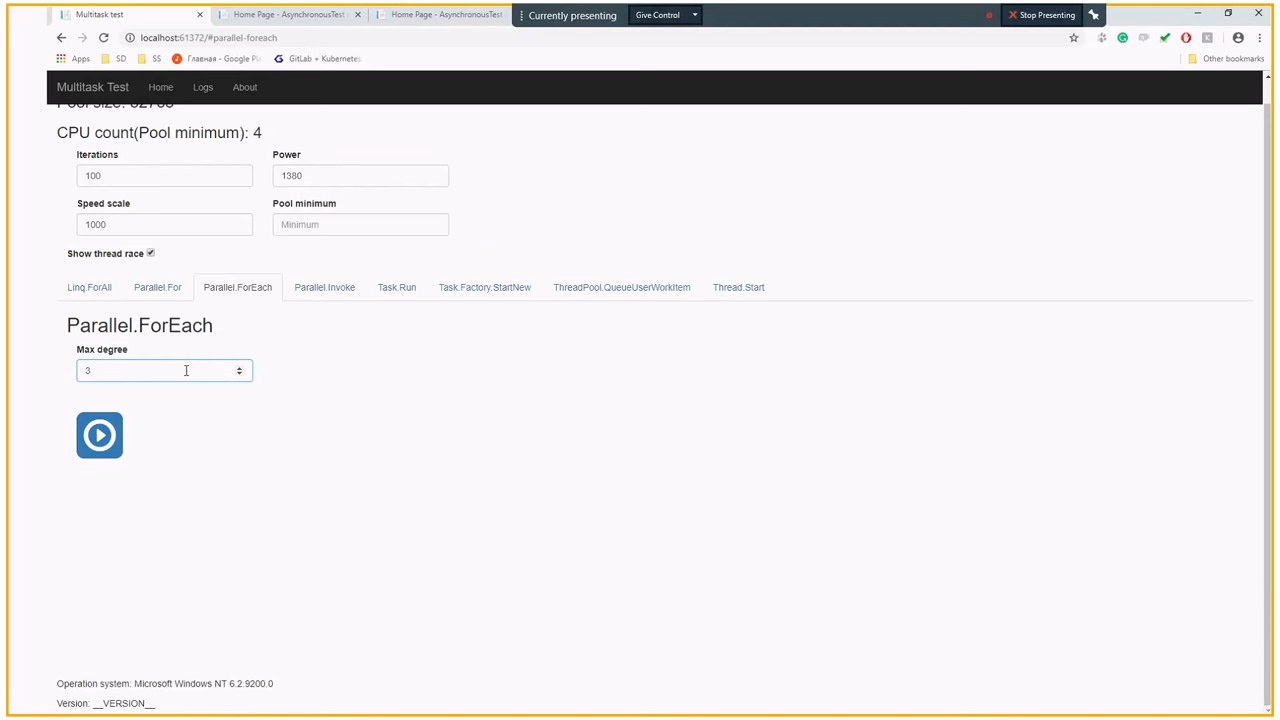 Multitask test
Home Page - AsynchronousTest
Home Page - AsynchronousTest
Currently presenting
Give Control
Stop Presenting
localhost:61372/#parallel-foreach
Apps
SD
SS
Главная - Google
GitLab + Kubernetes
Other bookmarks
Multitask Test
Home
Logs
About
CPU count(Pool minimum): 4
Iterations
Power
100
1380
Speed scale
Pool minimum
1000
Minimum
Show thread race
Linq.ForAll
Parallel.For
Parallel.ForEach
Parallel.Invoke
Task.Run
Task.Factory.StartNew
ThreadPool.QueueUserWorkItem
Thread.Start
Parallel.ForEach
Max degree
3
Operation system: Microsoft Windows NT 6.2.9200.0
Version: __VERSION__